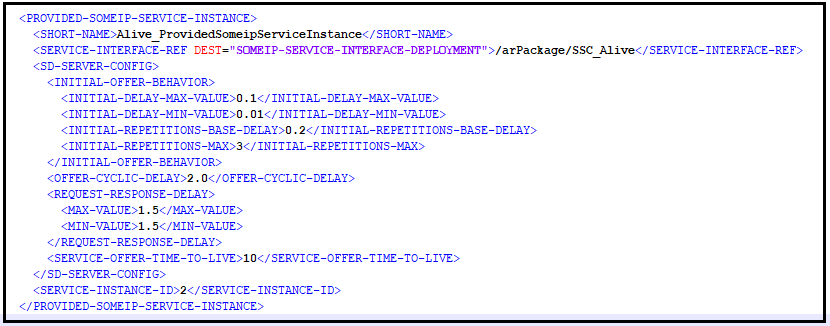 <PROVIDED-SOMEIP-SERVICE-INSTANCE>
<SHORT-NAME>Alive_ProvidedSomeipServiceInstance</SHORT-NAME>
<SERVICE-INTERFACE-REF DEST="SOMEIP-SERVICE-INTERFACE-DEPLOYMENT">/arPackage/SSC_Alive</SERVICE-INTERFACE-REF>
<SD-SERVER-CONFIG>
<INITIAL-OFFER-BEHAVIOR>
<INITIAL-DELAY-MAX-VALUE>0.1</INITIAL-DELAY-MAX-VALUE>
<INITIAL-DELAY-MIN-VALUE>0.01</INITIAL-DELAY-MIN-VALUE>
<INITIAL-REPETITIONS-BASE-DELAY>0.2</INITIAL-REPETITIONS-BASE-DELAY>
<INITIAL-REPETITIONS-MAX>3</INITIAL-REPETITIONS-MAX>
</INITIAL-OFFER-BEHAVIOR>
<OFFER-CYCLIC-DELAY>2.0</OFFER-CYCLIC-DELAY>
<REQUEST-RESPONSE-DELAY>
<MAX-VALUE>1.5</MAX-VALUE>
<MIN-VALUE>1.5</MIN-VALUE>
</REQUEST-RESPONSE-DELAY>
<SERVICE-OFFER-TIME-TO-LIVE>10</SERVICE-OFFER-TIME-TO-LIVE>
</SD-SERVER-CONFIG>
<SERVICE-INSTANCE-ID>2</SERVICE-INSTANCE-ID>
</PROVIDED-SOMEIP-SERVICE-INSTANCE>